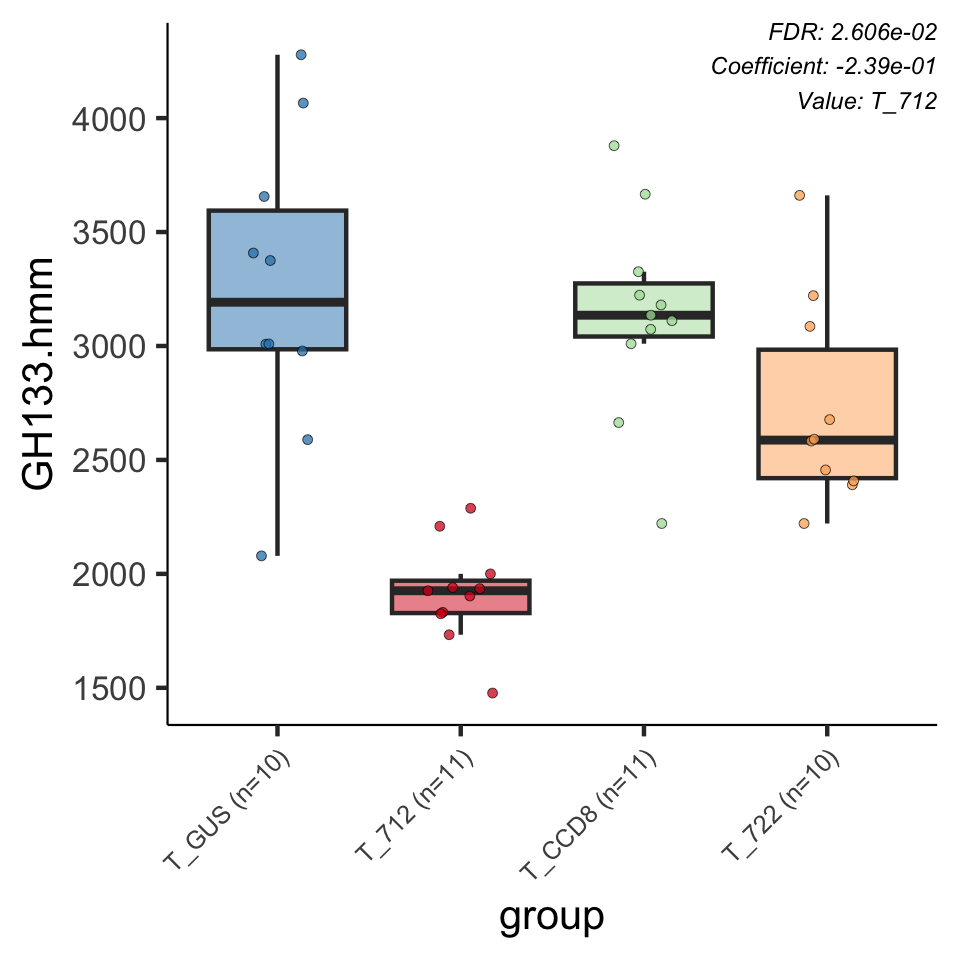 FDR: 2.606e-02
Coefficient: -2.39e-01
Value: T_712
4000
3500
3000
2500
2000
1500
GH133.hmm
T_GUS (n=10)
T_712 (n=11)
T_CCD8 (n=11)
T_722 (n=10)
group